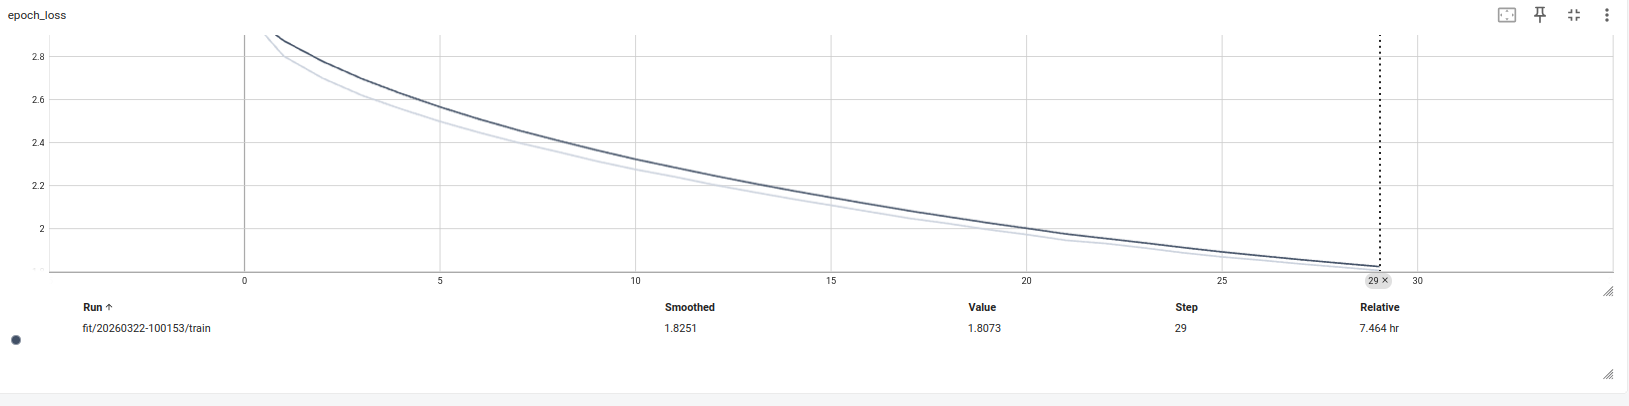 epoch_loss
2.8
2.6
2.4
2.2
2
0 5 10 15 20 25 29 × 30
Run ↑ Smoothed Value Step Relative
fit/20260322-100153/train 1.8251 1.8073 29 7.464 hr